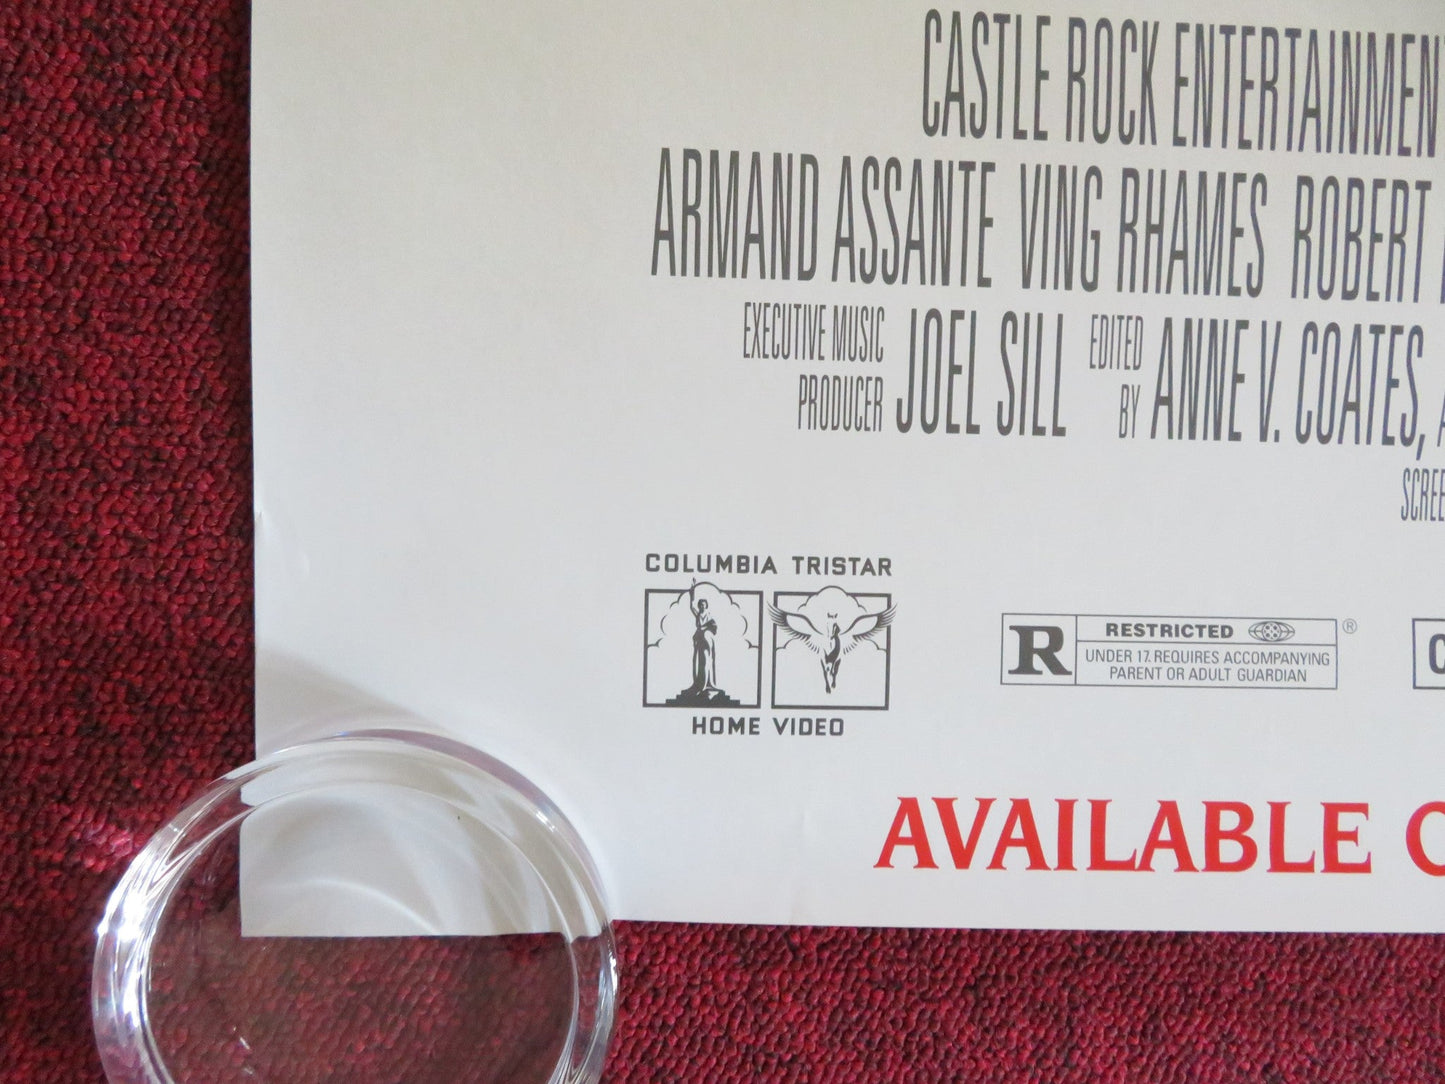 CASTLE ROCK ENTERTAINMENT
ARMAND ASSANTE VING RHAMES ROBERT
EXECUTIVE MUSIC PRODUCER JOEL SILL EDITED BY ANNE V. COATES,
COLUMBIA TRISTAR
HOME VIDEO
R RESTRICTED ®
UNDER 17 REQUIRES ACCOMPANYING
PARENT OR ADULT GUARDIAN
AVAILABLE